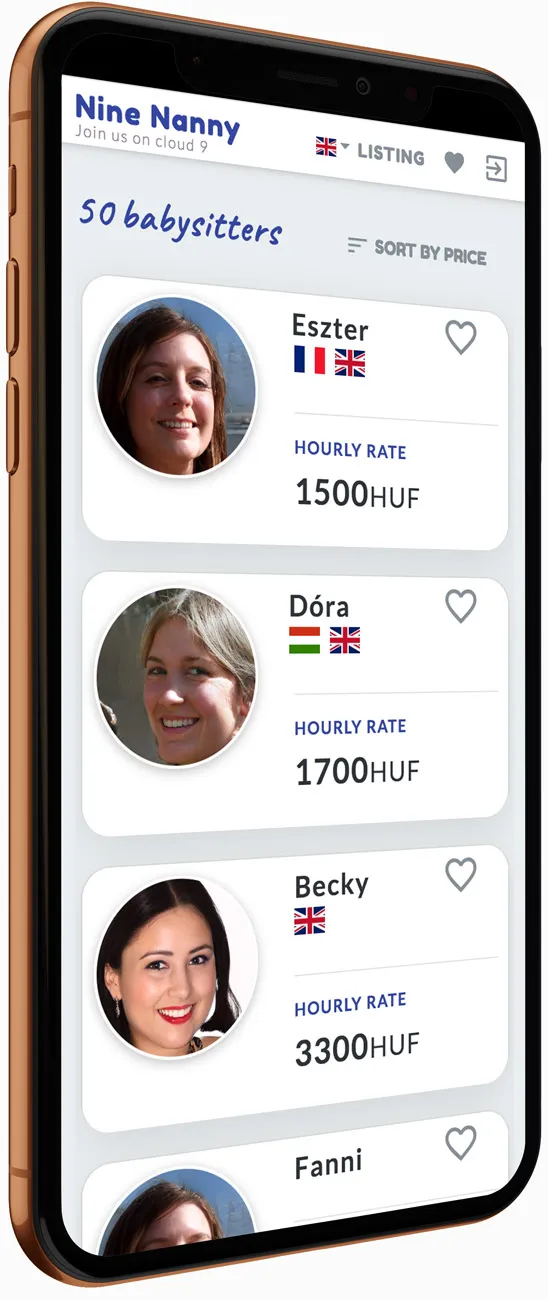 Nine Nanny
Join us on cloud 9
LISTING
50 babysitters
SORT BY PRICE
Eszter
HOURLY RATE
1500HUF
Dóra
HOURLY RATE
1700HUF
Becky
HOURLY RATE
3300HUF
Fanni